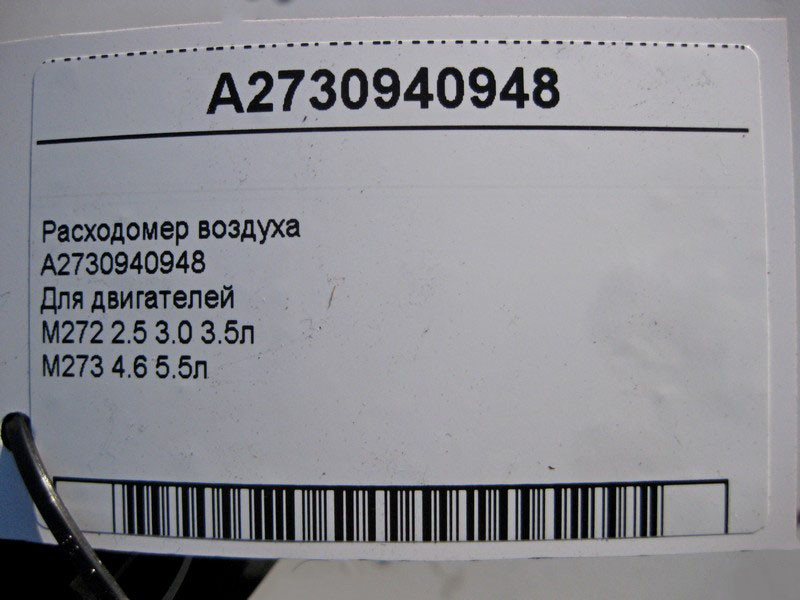 A2730940948
Расходомер воздуха
A2730940948
Для двигателей
M272 2.5 3.0 3.5л
M273 4.6 5.5л